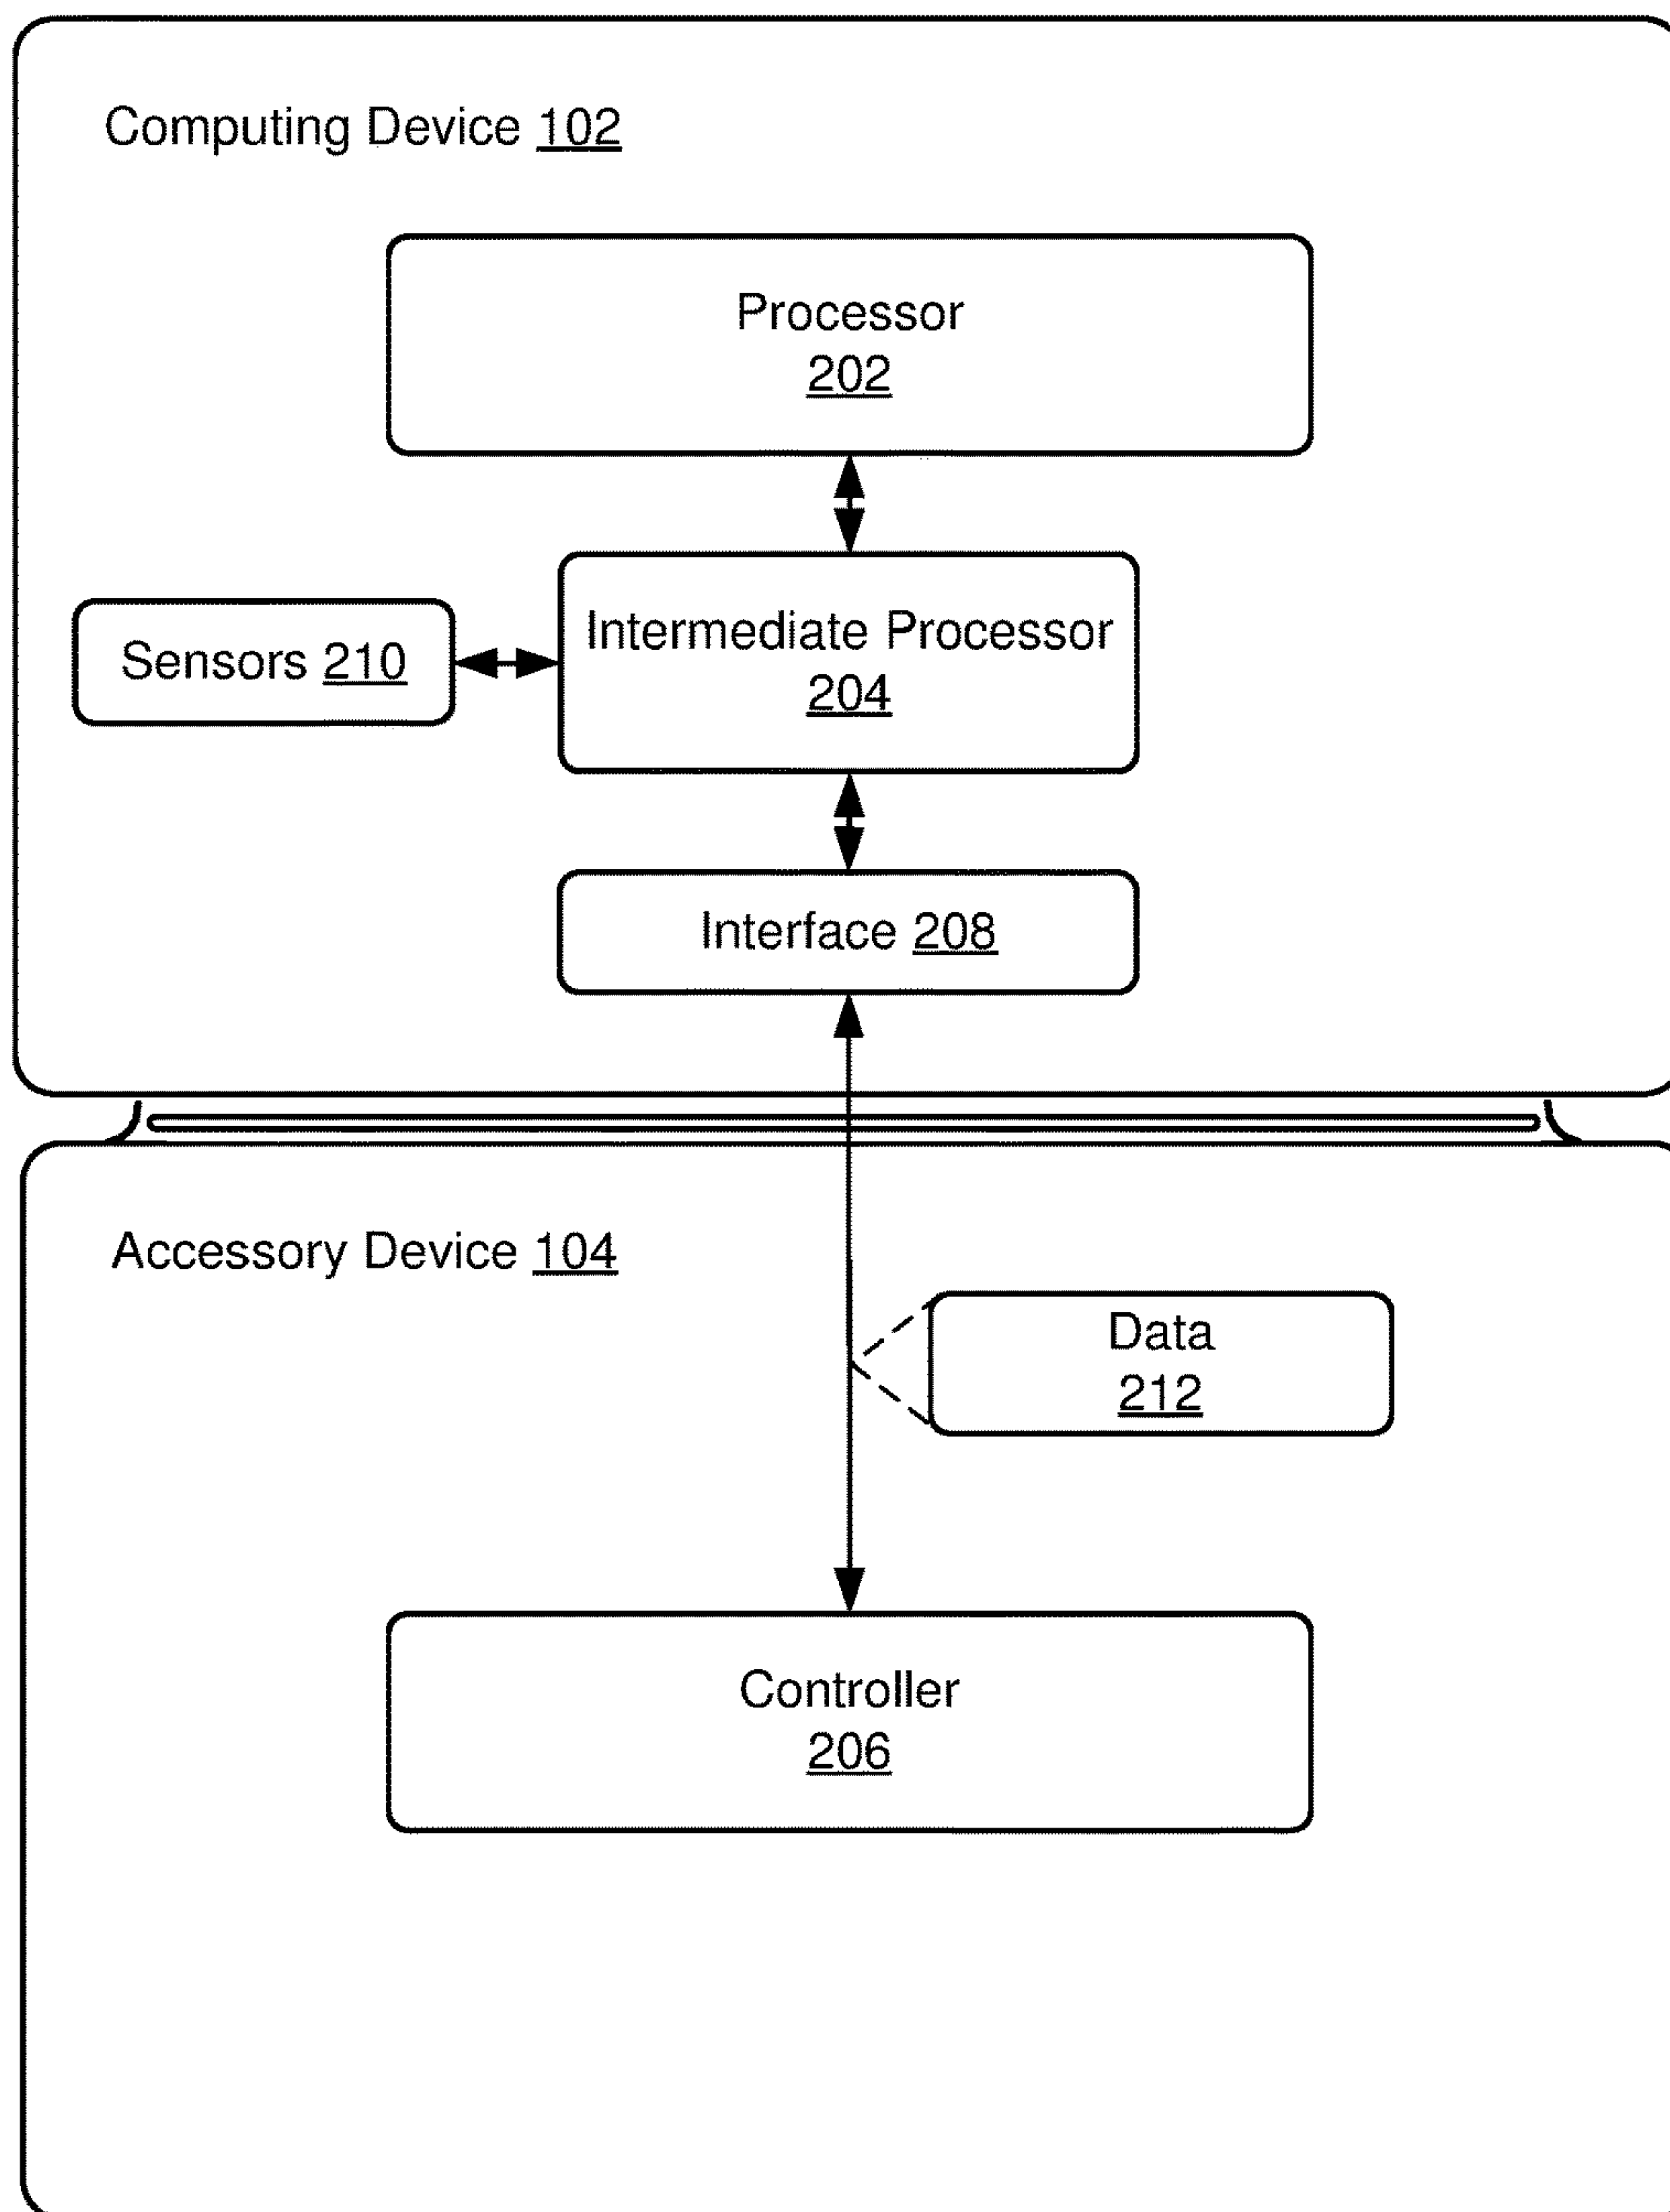 Computing Device 102
Processor
202
Intermediate Processor
204
Sensors 210
Interface 208
Accessory Device 104
Data
212
Controller
206